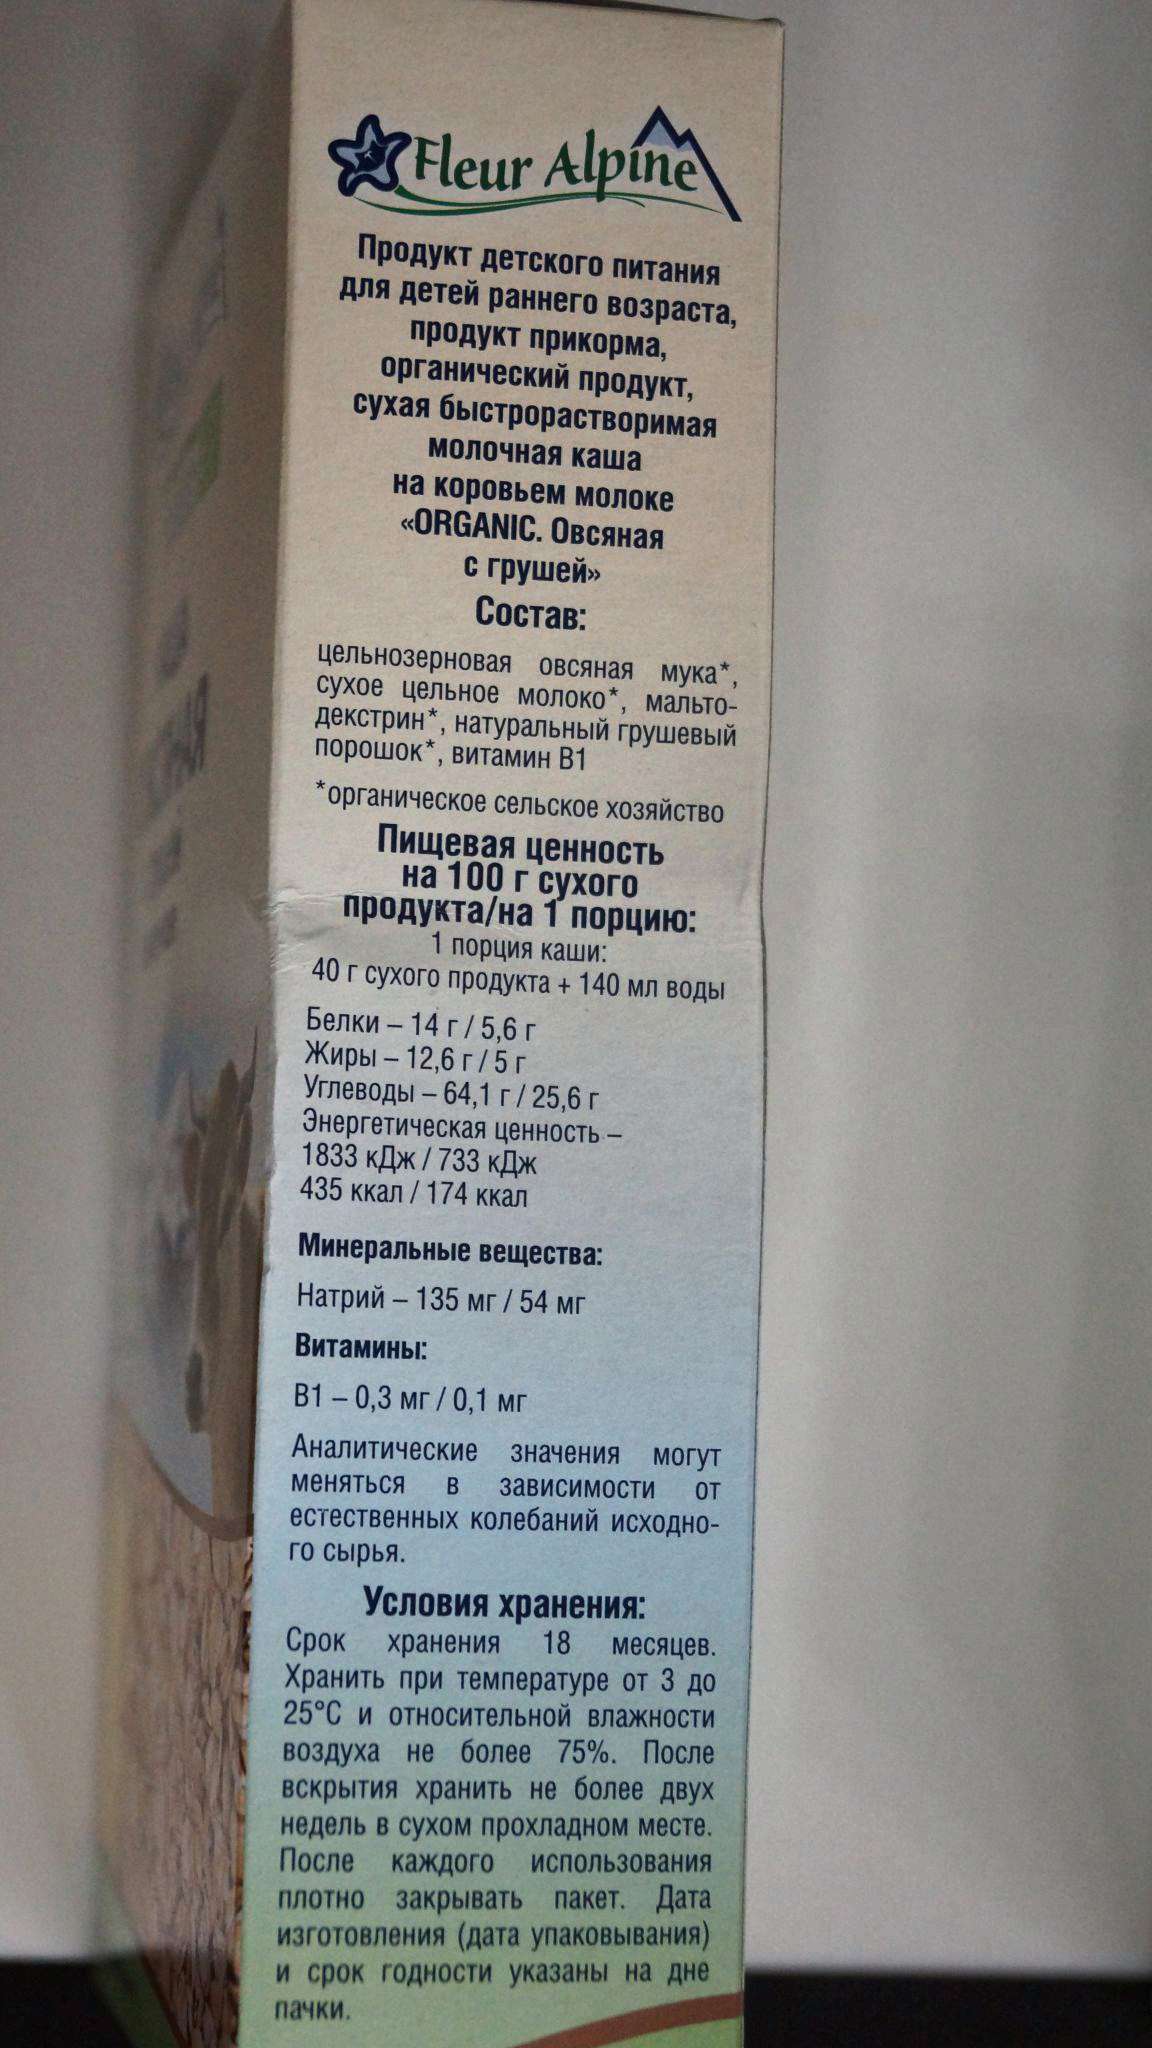 Fleur Alpine
Продукт детского питания
для детей раннего возраста,
продукт прикорма,
органический продукт,
сухая быстрорастворимая
молочная каша
на коровьем молоке
«ORGANIC. Овсяная
с грушей»
Состав:
цельнозерновая овсяная мука*,
сухое цельное молоко*, мальто-
декстрин*, натуральный грушевый
порошок*, витамин В1
*органическое сельское хозяйство
Пищевая ценность
на 100 г сухого
продукта/на 1 порцию:
1 порция каши:
40 г сухого продукта + 140 мл воды
Белки – 14 г / 5,6 г
Жиры – 12,6 г / 5 г
Углеводы – 64,1 г / 25,6 г
Энергетическая ценность –
1833 кДж / 733 кДж
435 ккал / 174 ккал
Минеральные вещества:
Натрий – 135 мг / 54 мг
Витамины:
В1 – 0,3 мг / 0,1 мг
Аналитические значения могут
меняться в зависимости от
естественных колебаний исходно-
го сырья.
Условия хранения:
Срок хранения 18 месяцев.
Хранить при температуре от 3 до
25°С и относительной влажности
воздуха не более 75%. После
вскрытия хранить не более двух
недель в сухом прохладном месте.
После каждого использования
плотно закрывать пакет. Дата
изготовления (дата упаковывания)
и срок годности указаны на дне
пачки.